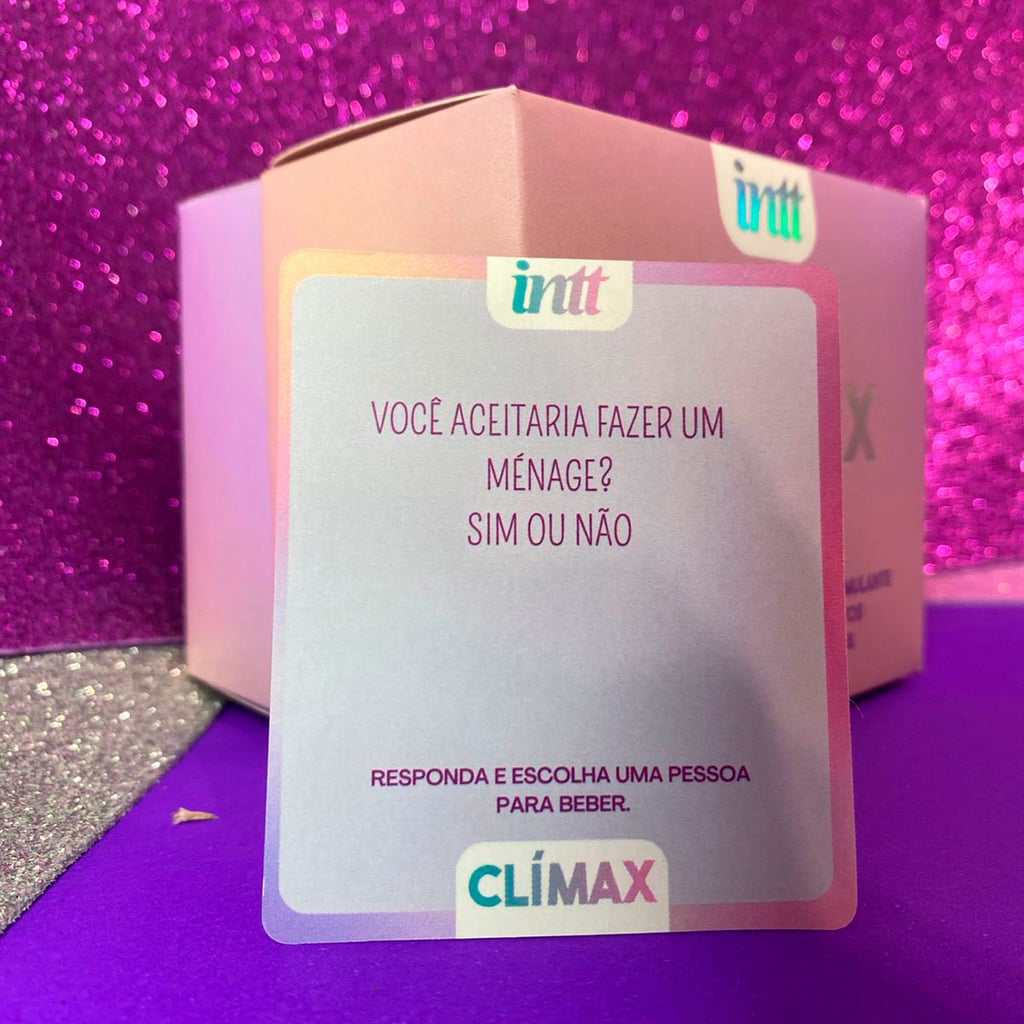 intt
intt
VOCÊ ACEITARIA FAZER UM
MÉNAGE?
SIM OU NÃO
RESPONDA E ESCOLHA UMA PESSOA
PARA BEBER.
CLÍMAX